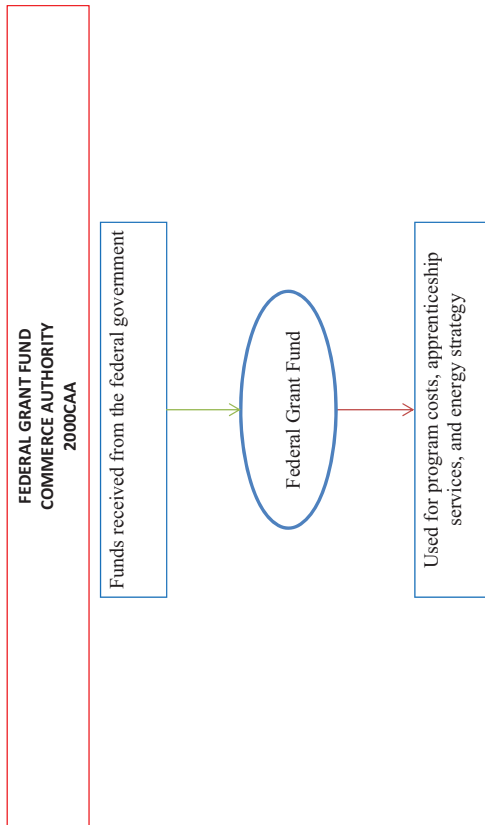 FEDERAL GRANT FUND
COMMERCE AUTHORITY
2000CAA
Funds received from the federal government
Federal Grant Fund
Used for program costs, apprenticeship
services, and energy strategy